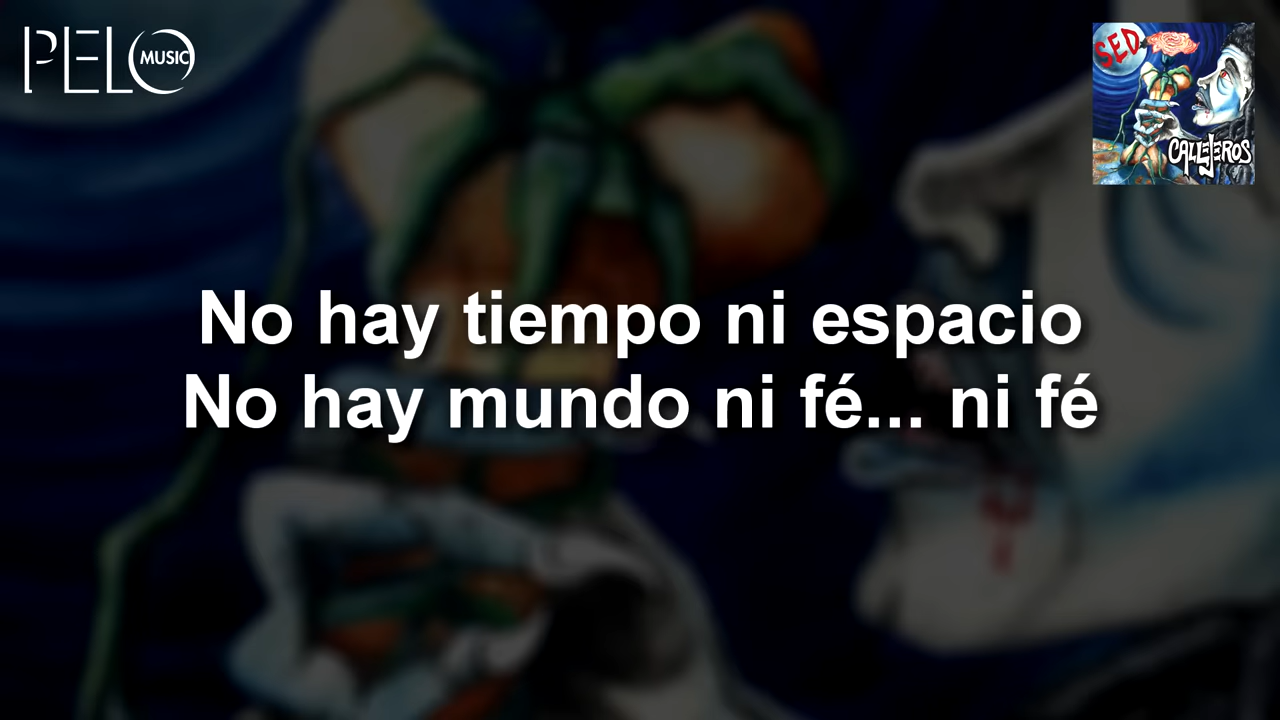 PELO MUSIC
SED
CALLEJEROS
No hay tiempo ni espacio
No hay mundo ni fé... ni fé